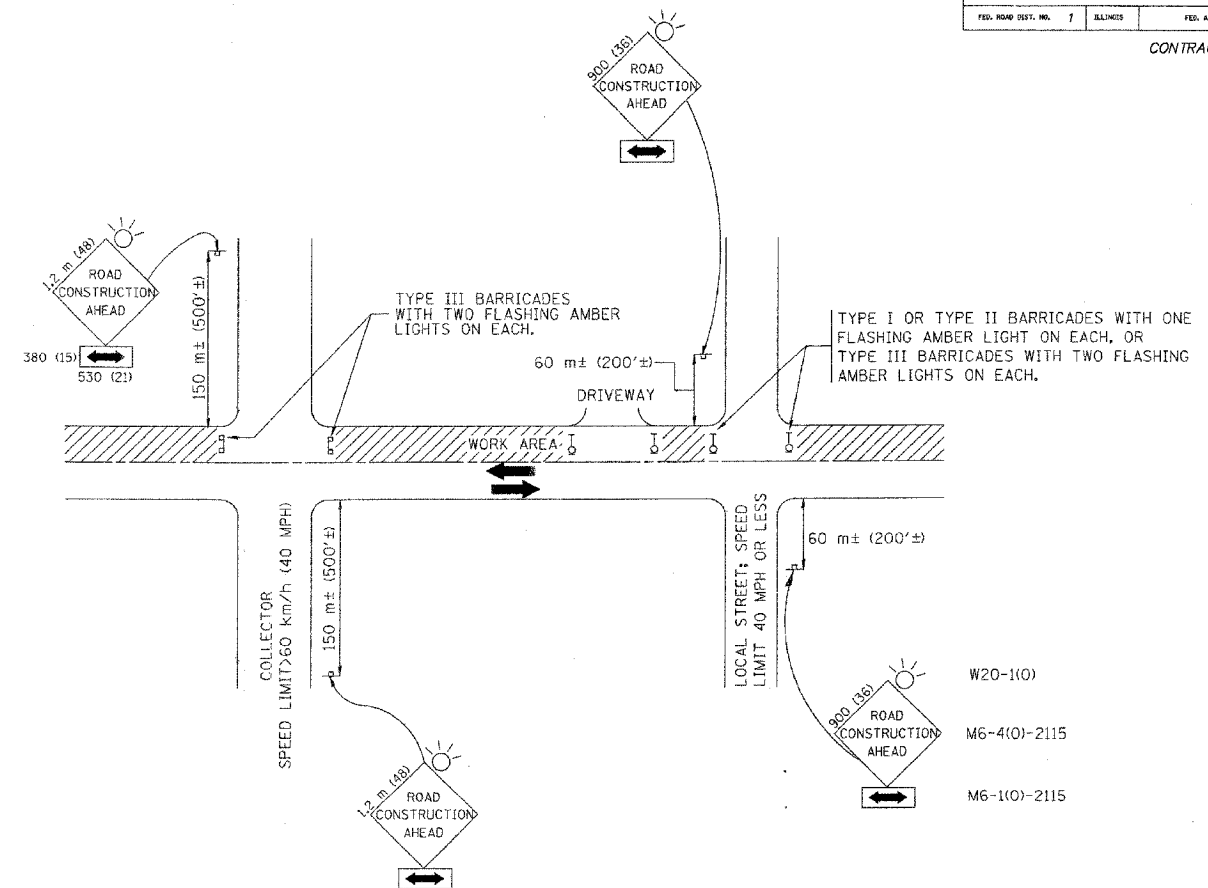 FED. ROAD DIST. NO. 1 ILLINOIS FED. A
CONTRA
900 (36)
ROAD
CONSTRUCTION
AHEAD
1.2 m (48)
ROAD
CONSTRUCTION
AHEAD
380 (15)
530 (21)
150 m± (500'±)
TYPE III BARRICADES
WITH TWO FLASHING AMBER
LIGHTS ON EACH.
60 m± (200'±)
DRIVEWAY
TYPE I OR TYPE II BARRICADES WITH ONE
FLASHING AMBER LIGHT ON EACH, OR
TYPE III BARRICADES WITH TWO FLASHING
AMBER LIGHTS ON EACH.
WORK AREA
COLLECTOR
SPEED LIMIT>60 km/h (40 MPH)
150 m± (500'±)
LOCAL STREET; SPEED
LIMIT 40 MPH OR LESS
60 m± (200'±)
1.2 m (48)
ROAD
CONSTRUCTION
AHEAD
900 (36)
ROAD
CONSTRUCTION
AHEAD
W20-1(O)
M6-4(O)-2115
M6-1(O)-2115